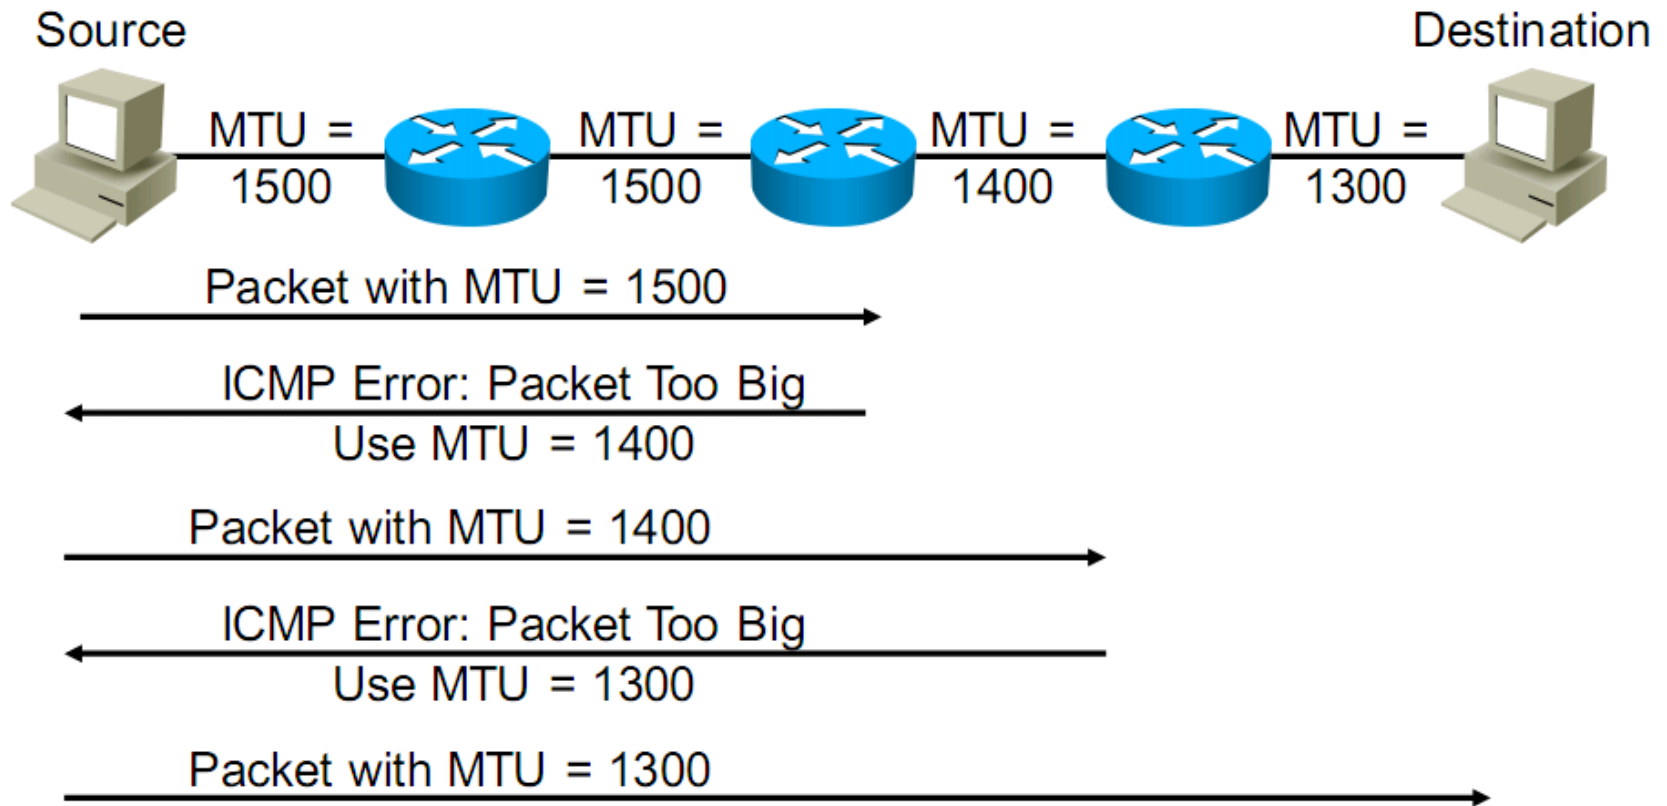 Source
Destination
MTU =
1500
MTU =
1500
MTU =
1400
MTU =
1300
Packet with MTU = 1500
ICMP Error: Packet Too Big
Use MTU = 1400
Packet with MTU = 1400
ICMP Error: Packet Too Big
Use MTU = 1300
Packet with MTU = 1300